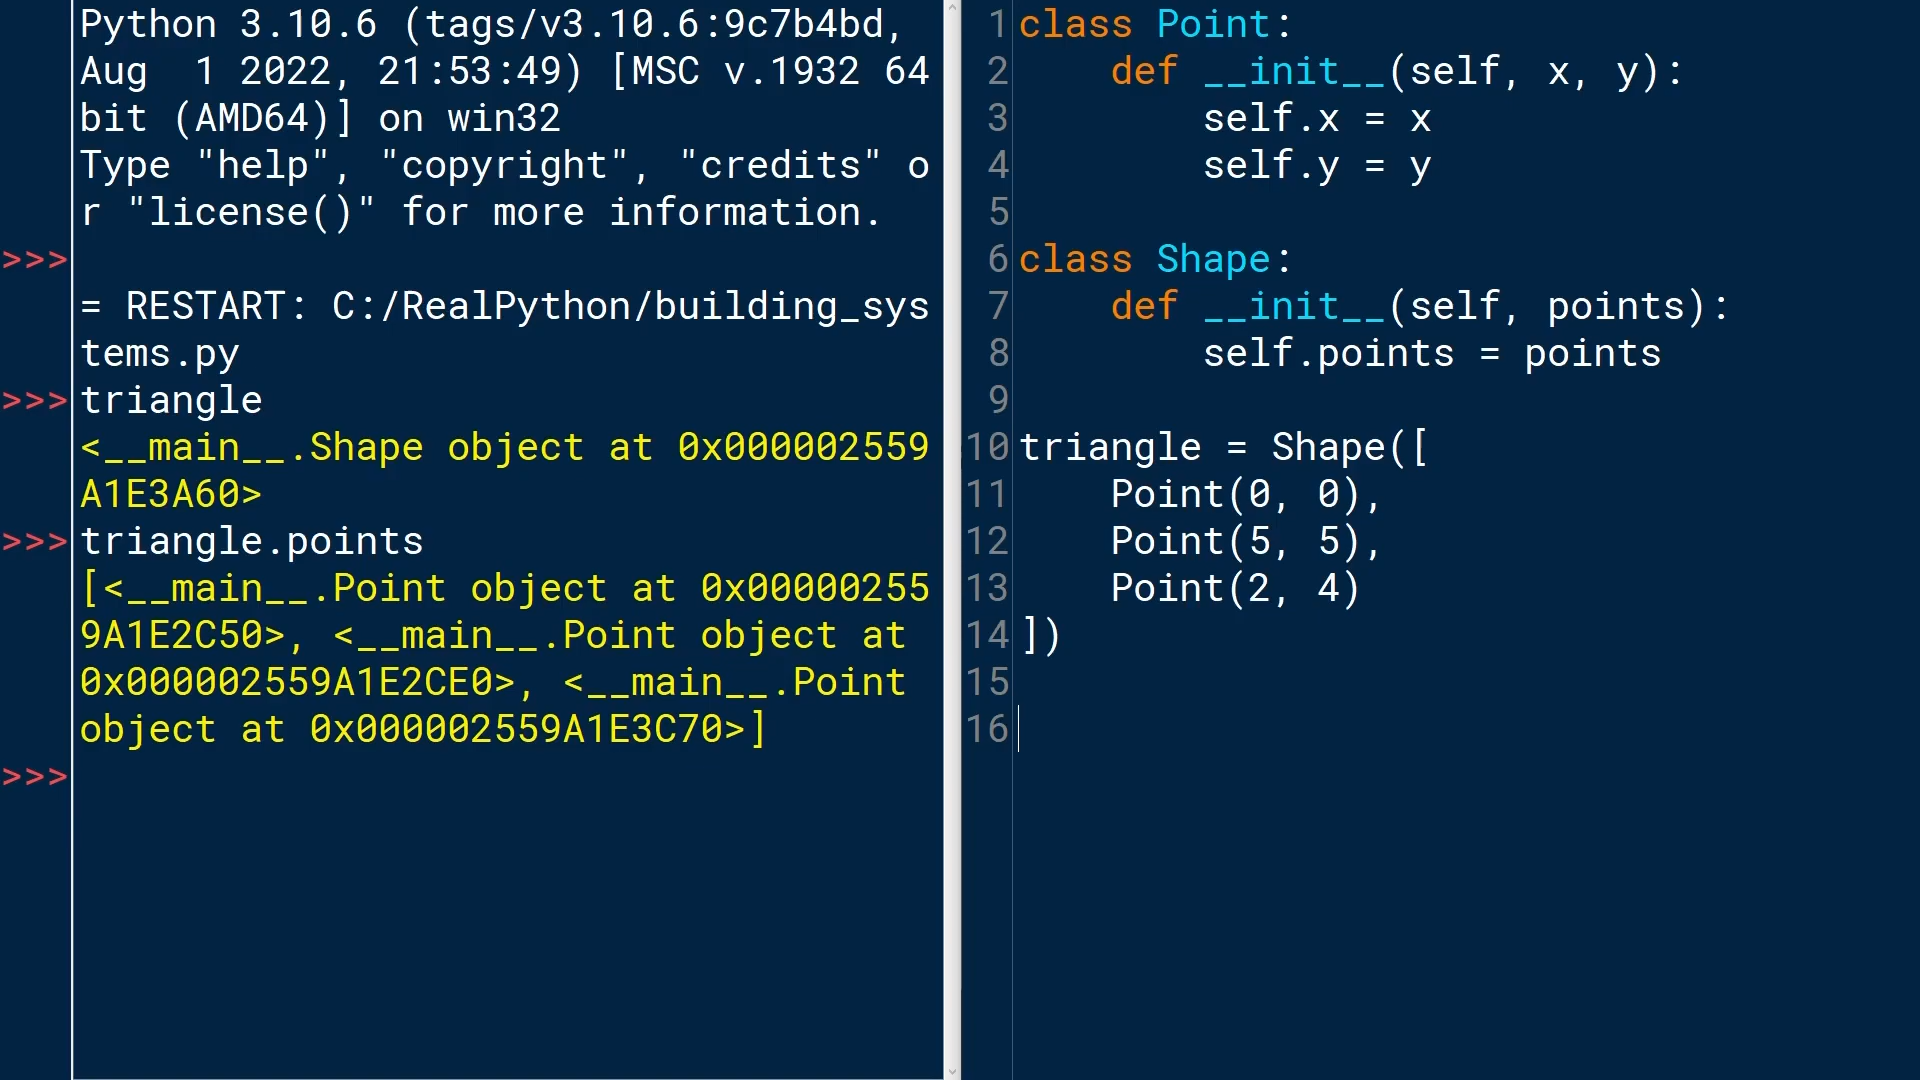 Python 3.10.6 (tags/v3.10.6:9c7b4bd,
Aug  1 2022, 21:53:49) [MSC v.1932 64
bit (AMD64)] on win32
Type "help", "copyright", "credits" o
r "license()" for more information.
>>>
= RESTART: C:/RealPython/building_sys
tems.py
>>> triangle
<__main__.Shape object at 0x000002559
A1E3A60>
>>> triangle.points
[<__main__.Point object at 0x00000255
9A1E2C50>, <__main__.Point object at
0x000002559A1E2CE0>, <__main__.Point
object at 0x000002559A1E3C70>]
>>>
1 class Point:
2     def __init__(self, x, y):
3         self.x = x
4         self.y = y
5
6 class Shape:
7     def __init__(self, points):
8         self.points = points
9
10 triangle = Shape([
11     Point(0, 0),
12     Point(5, 5),
13     Point(2, 4)
14 ])
15
16